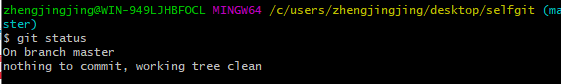 zhengjingjing@WIN-949LJHBFOCL MINGW64 /c/users/zhengjingjing/desktop/selfgit (ma
ster)
$ git status
On branch master
nothing to commit, working tree clean